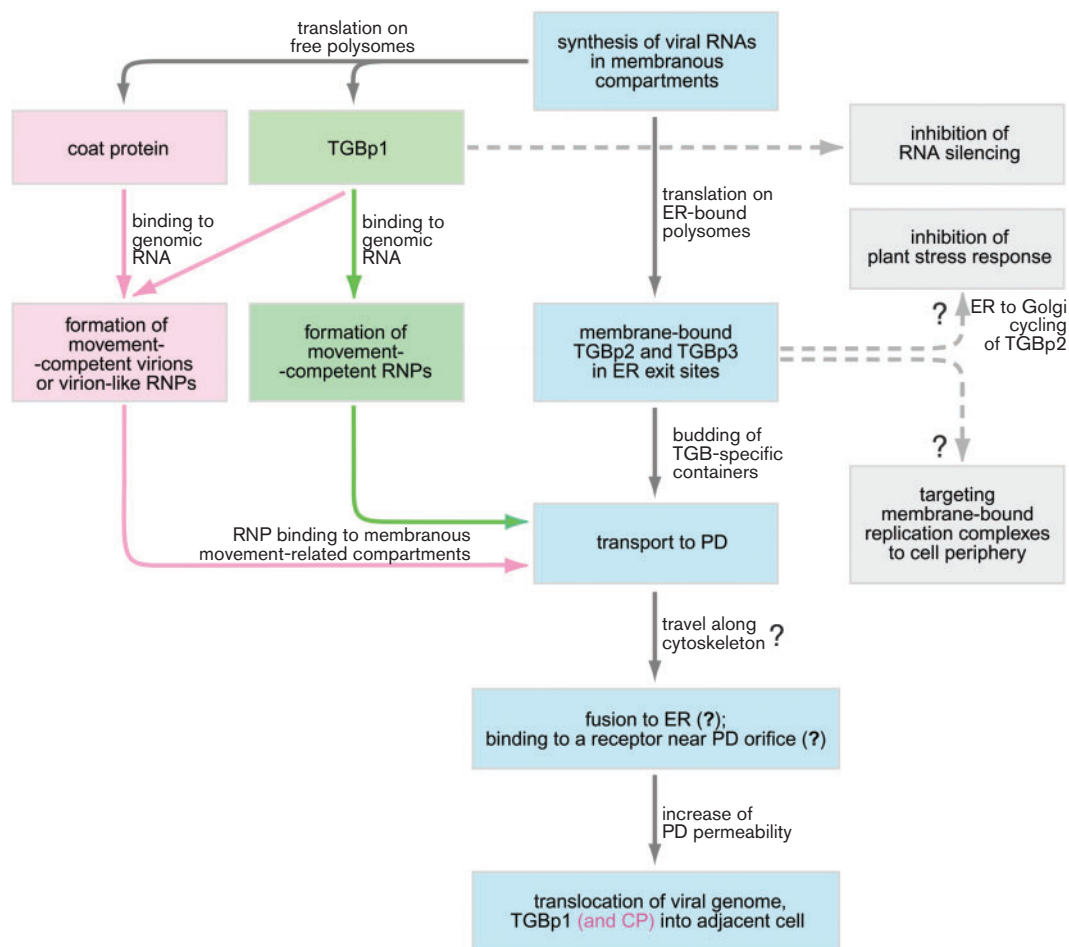 translation on
free polysomes
synthesis of viral RNAs
in membranous
compartments
coat protein
TGBp1
inhibition of
RNA silencing
binding to
genomic
RNA
binding to
genomic
RNA
translation on
ER-bound
polysomes
inhibition of
plant stress response
formation of
movement-
-competent virions
or virion-like RNPs
formation of
movement-
-competent RNPs
membrane-bound
TGBp2 and TGBp3
in ER exit sites
?
ER to Golgi
cycling
of TGBp2
?
budding of
TGB-specific
containers
targeting
membrane-bound
replication complexes
to cell periphery
RNP binding to membranous
movement-related compartments
transport to PD
travel along
cytoskeleton ?
fusion to ER (?);
binding to a receptor near PD orifice (?)
increase of
PD permeability
translocation of viral genome,
TGBp1 (and CP) into adjacent cell